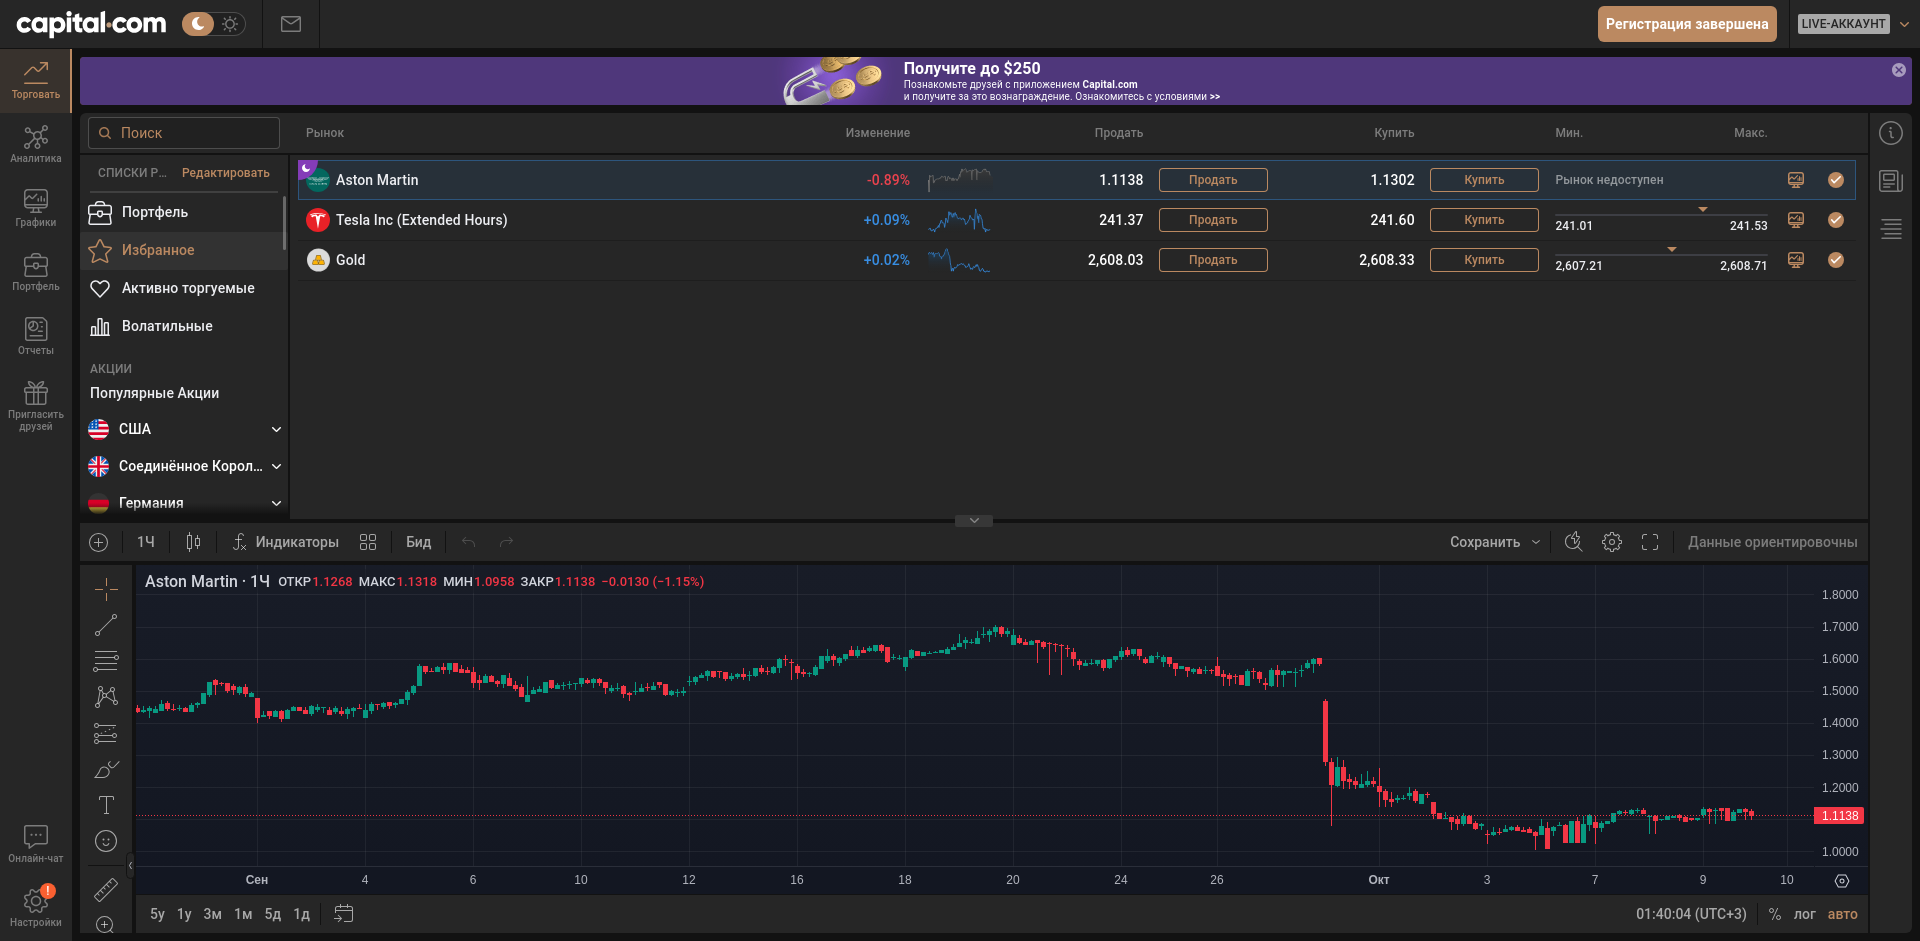 capital.com
Регистрация завершена
LIVE-АККАУНТ
Торговать
Аналитика
Графики
Портфель
Отчеты
Пригласить
друзей
Онлайн-чат
!
Настройки
Получите до $250
Познакомьте друзей с приложением Capital.com
и получите за это вознаграждение. Ознакомитесь с условиями >>
Поиск
СПИСКИ Р... Редактировать
Портфель
Избранное
Активно торгуемые
Волатильные
АКЦИИ
Популярные Акции
США
Соединённое Корол...
Германия
Рынок Изменение Продать Купить Мин. Макс.
Aston Martin -0.89% 1.1138 Продать 1.1302 Купить Рынок недоступен
Tesla Inc (Extended Hours) +0.09% 241.37 Продать 241.60 Купить 241.01 241.53
Gold +0.02% 2,608.03 Продать 2,608.33 Купить 2,607.21 2,608.71
1Ч Индикаторы Бид Сохранить Данные ориентировочны
Aston Martin · 1Ч ОТКР1.1268 МАКС1.1318 МИН1.0958 ЗАКР1.1138 −0.0130 (−1.15%)
1.8000
1.7000
1.6000
1.5000
1.4000
1.3000
1.2000
1.1138
1.0000
Сен 4 6 10 12 16 18 20 24 26 Окт 3 7 9 10
5y 1y 3м 1м 5д 1д 01:40:04 (UTC+3) % лог авто